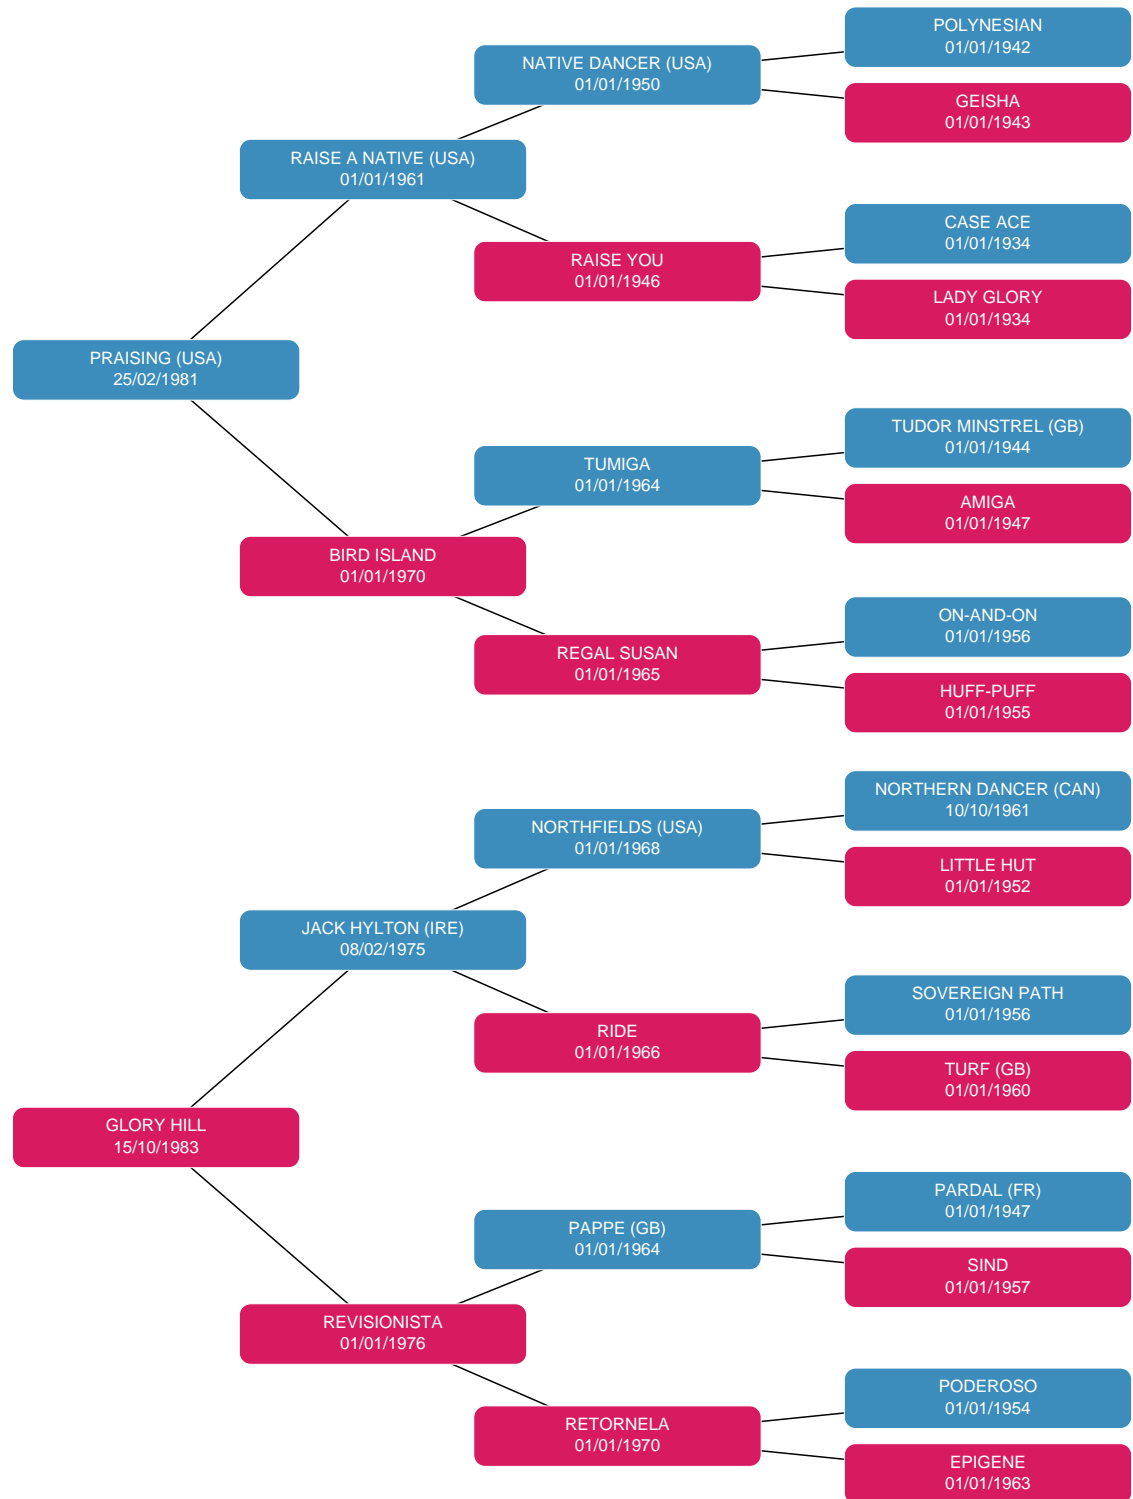 POLYNESIAN
01/01/1942
NATIVE DANCER (USA)
01/01/1950
GEISHA
01/01/1943
RAISE A NATIVE (USA)
01/01/1961
CASE ACE
01/01/1934
RAISE YOU
01/01/1946
LADY GLORY
01/01/1934
PRAISING (USA)
25/02/1981
TUDOR MINSTREL (GB)
01/01/1944
TUMIGA
01/01/1964
AMIGA
01/01/1947
BIRD ISLAND
01/01/1970
ON-AND-ON
01/01/1956
REGAL SUSAN
01/01/1965
HUFF-PUFF
01/01/1955
NORTHERN DANCER (CAN)
10/10/1961
NORTHFIELDS (USA)
01/01/1968
LITTLE HUT
01/01/1952
JACK HYLTON (IRE)
08/02/1975
SOVEREIGN PATH
01/01/1956
RIDE
01/01/1966
TURF (GB)
01/01/1960
GLORY HILL
15/10/1983
PARDAL (FR)
01/01/1947
PAPPE (GB)
01/01/1964
SIND
01/01/1957
REVISIONISTA
01/01/1976
PODEROSO
01/01/1954
RETORNELA
01/01/1970
EPIGENE
01/01/1963